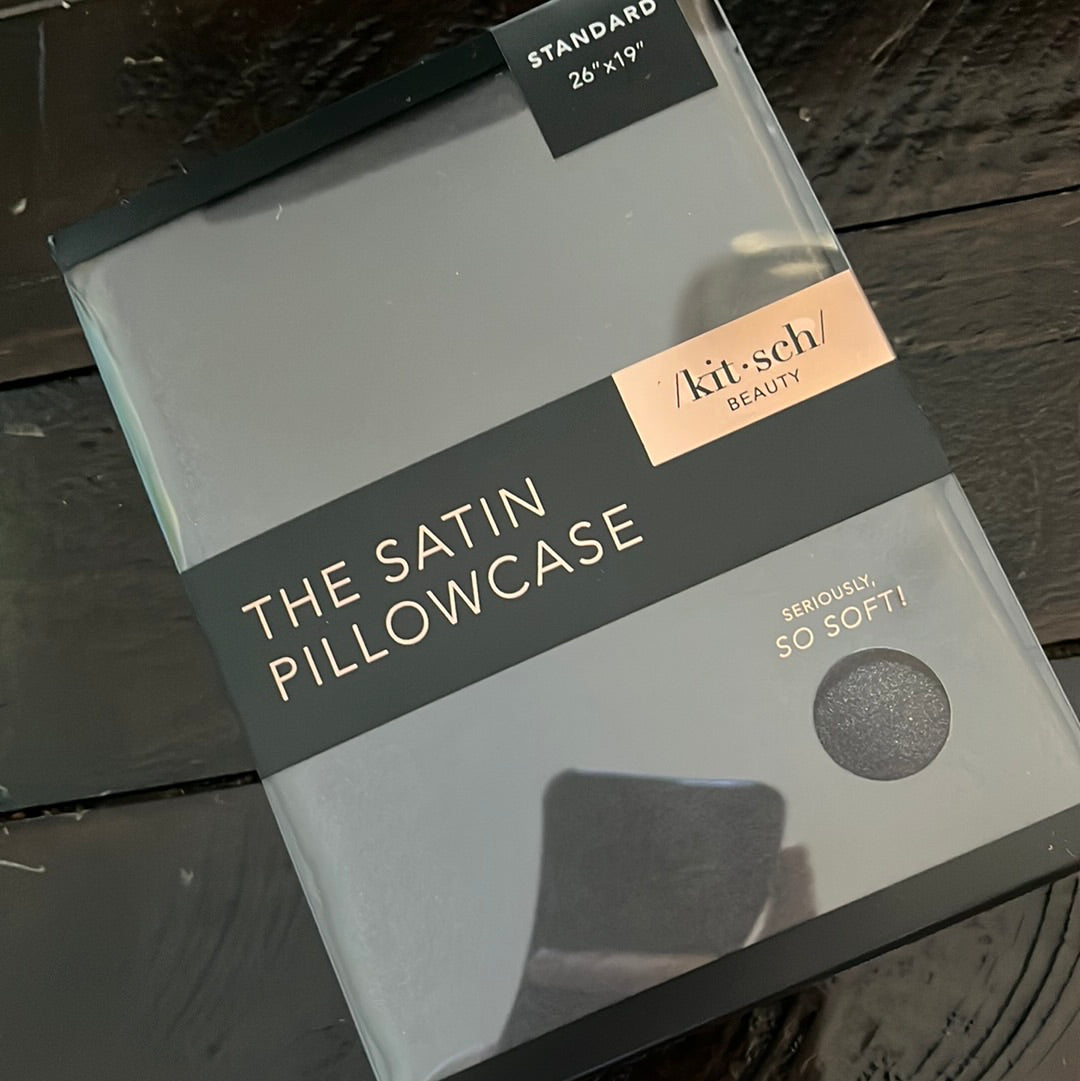 STANDARD
26"x19"
/kit·sch/
BEAUTY
THE SATIN
PILLOWCASE
SERIOUSLY,
SO SOFT!